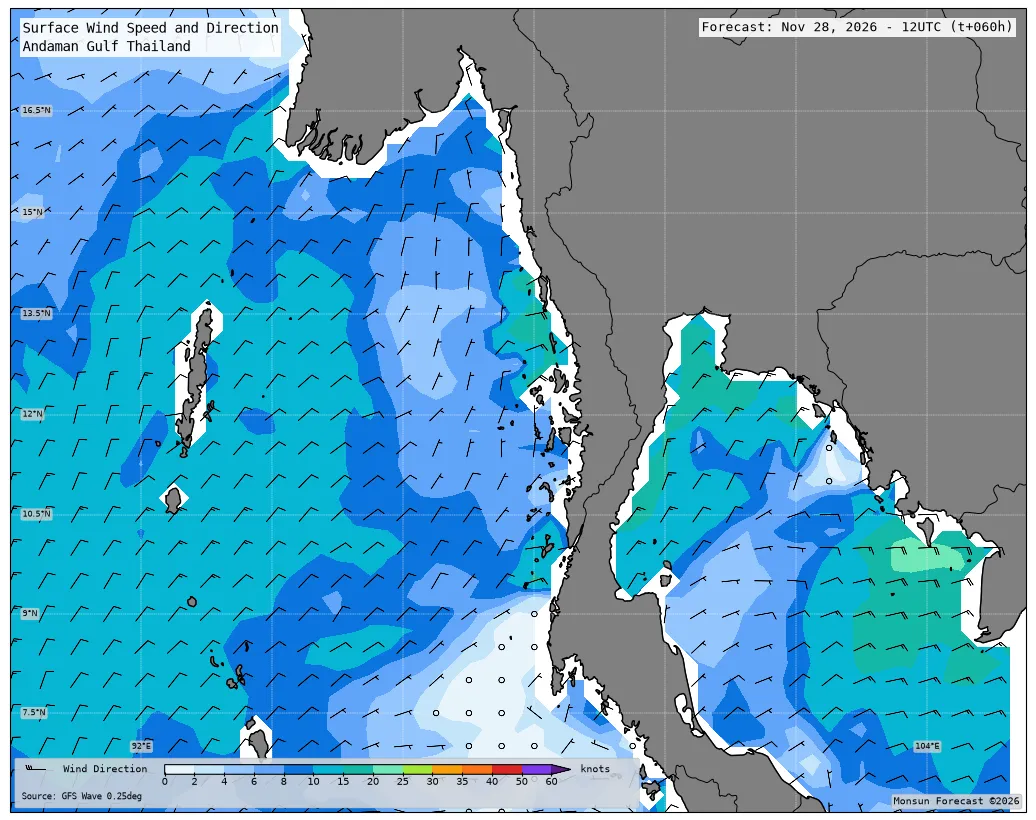 Surface Wind Speed and Direction
Andaman Gulf Thailand
Forecast: Nov 28, 2026 - 12UTC (t+060h)
16.5°N
15°N
13.5°N
12°N
10.5°N
9°N
7.5°N
92°E
104°E
Wind Direction
0 2 4 6 8 10 15 20 25 30 35 40 50 60
knots
Source: GFS Wave 0.25deg
Monsun Forecast ©2026